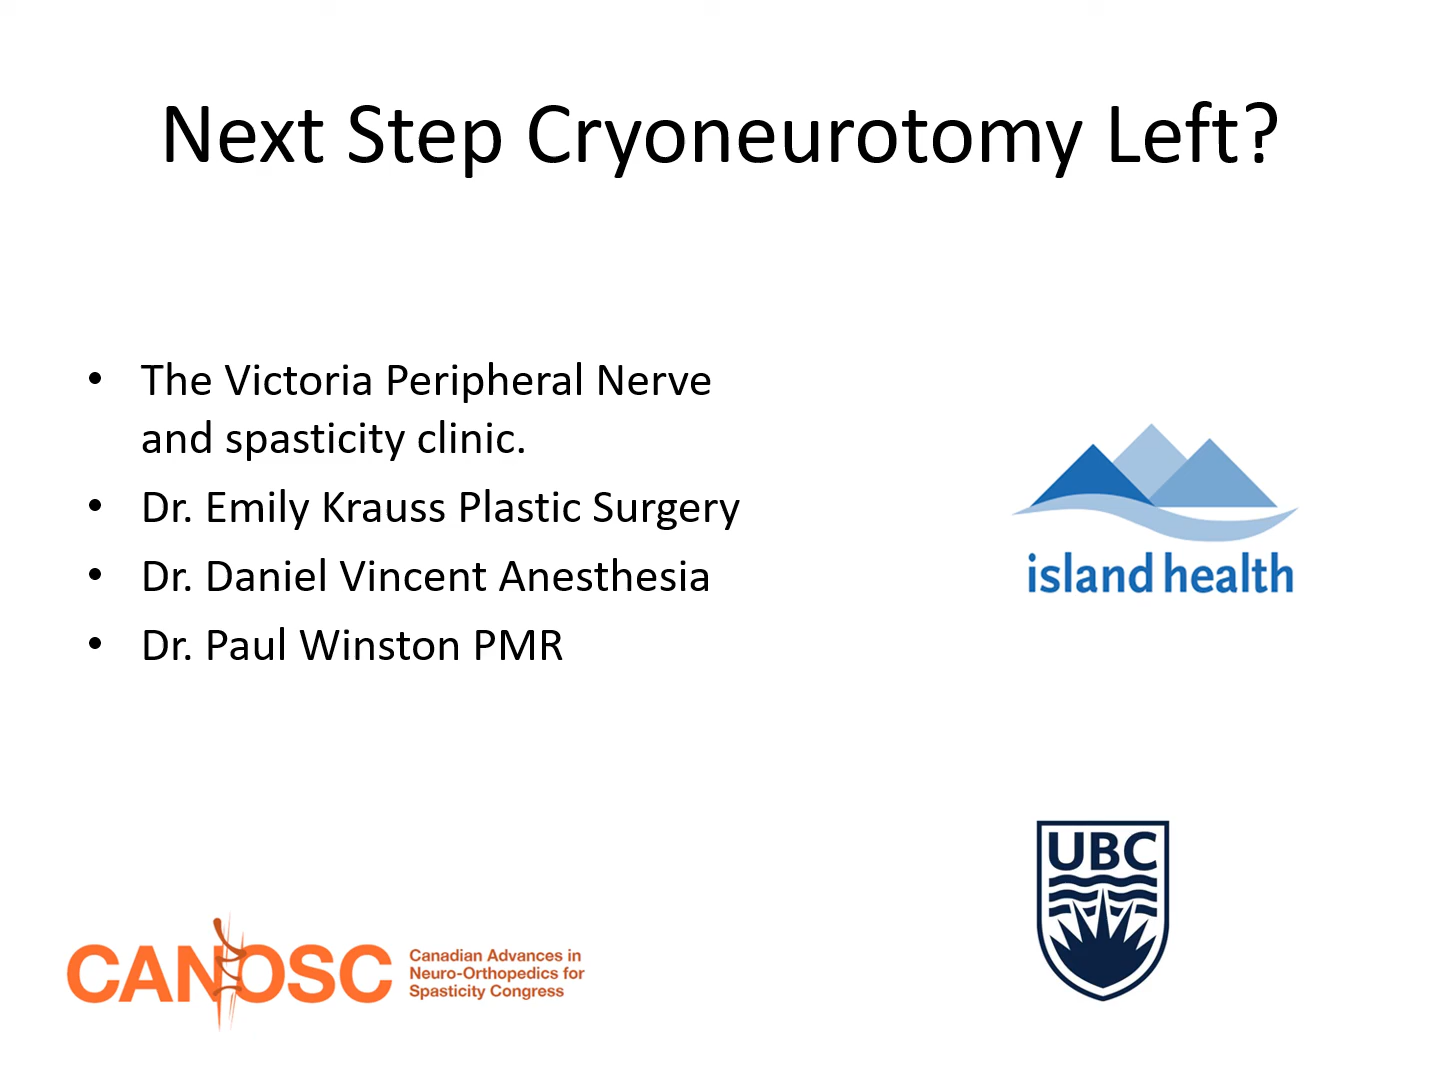 Next Step Cryoneurotomy Left?
• The Victoria Peripheral Nerve
and spasticity clinic.
• Dr. Emily Krauss Plastic Surgery
• Dr. Daniel Vincent Anesthesia
• Dr. Paul Winston PMR
island health
UBC
CANOSC
Canadian Advances in
Neuro-Orthopedics for
Spasticity Congress